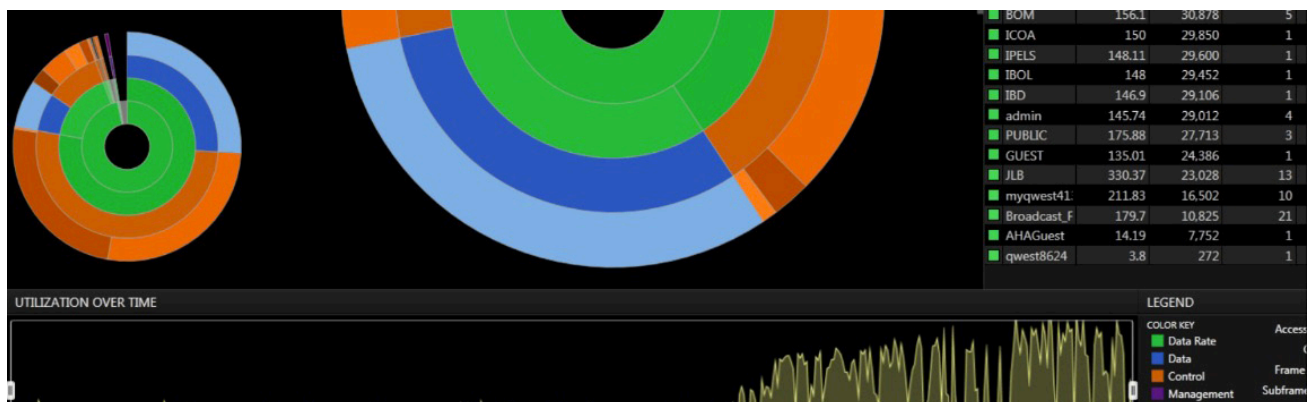 BOM 156.1 30,878 5
ICOA 150 29,850 1
IPELS 148.11 29,600 1
IBOL 148 29,452 1
IBD 146.9 29,106 1
admin 145.74 29,012 4
PUBLIC 175.88 27,713 3
GUEST 135.01 24,386 1
JLB 330.37 23,028 13
myqwest41 211.83 16,502 10
Broadcast_F 179.7 10,825 21
AHAGuest 14.19 7,752 1
qwest8624 3.8 272 1
UTILIZATION OVER TIME
LEGEND
COLOR KEY
Data Rate
Data
Control
Management
Access
Frame
Subframe